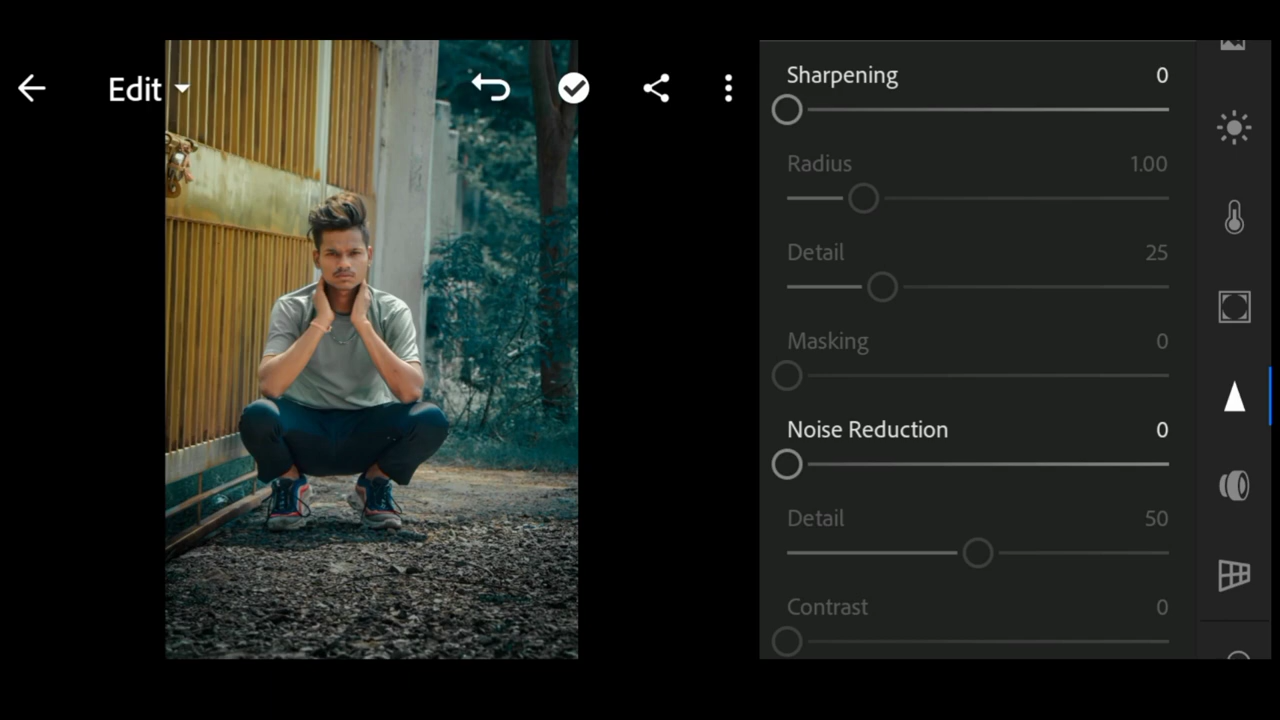 Edit
Sharpening 0
Radius 1.00
Detail 25
Masking 0
Noise Reduction 0
Detail 50
Contrast 0